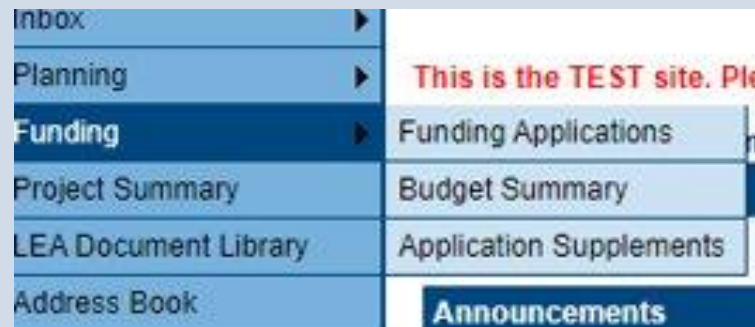 Inbox
Planning
This is the TEST site.
Funding
Funding Applications
Project Summary
Budget Summary
LEA Document Library
Application Supplements
Address Book
Announcements